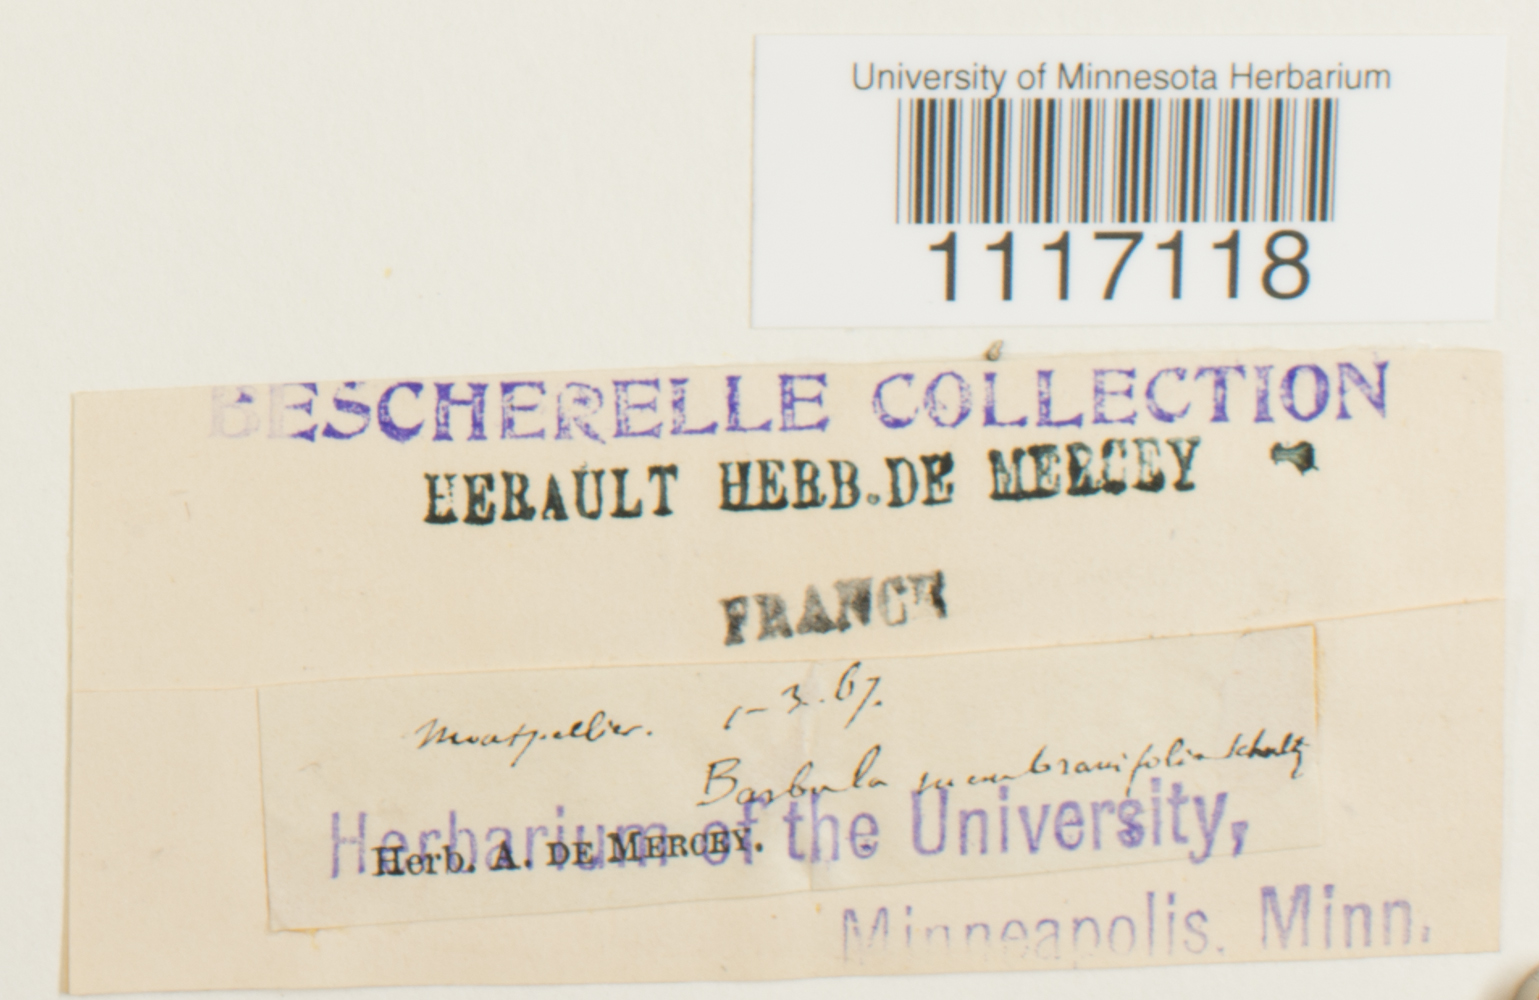 University of Minnesota Herbarium
1117118
BESCHERELLE COLLECTION
HERAULT HERB.DE MERCEY
FRANCE
Montpellier. 1-3.67.
Barbula membranifolia Schultz
Herb. A. DE MERCEY.
Herbarium of the University,
Minneapolis. Minn.